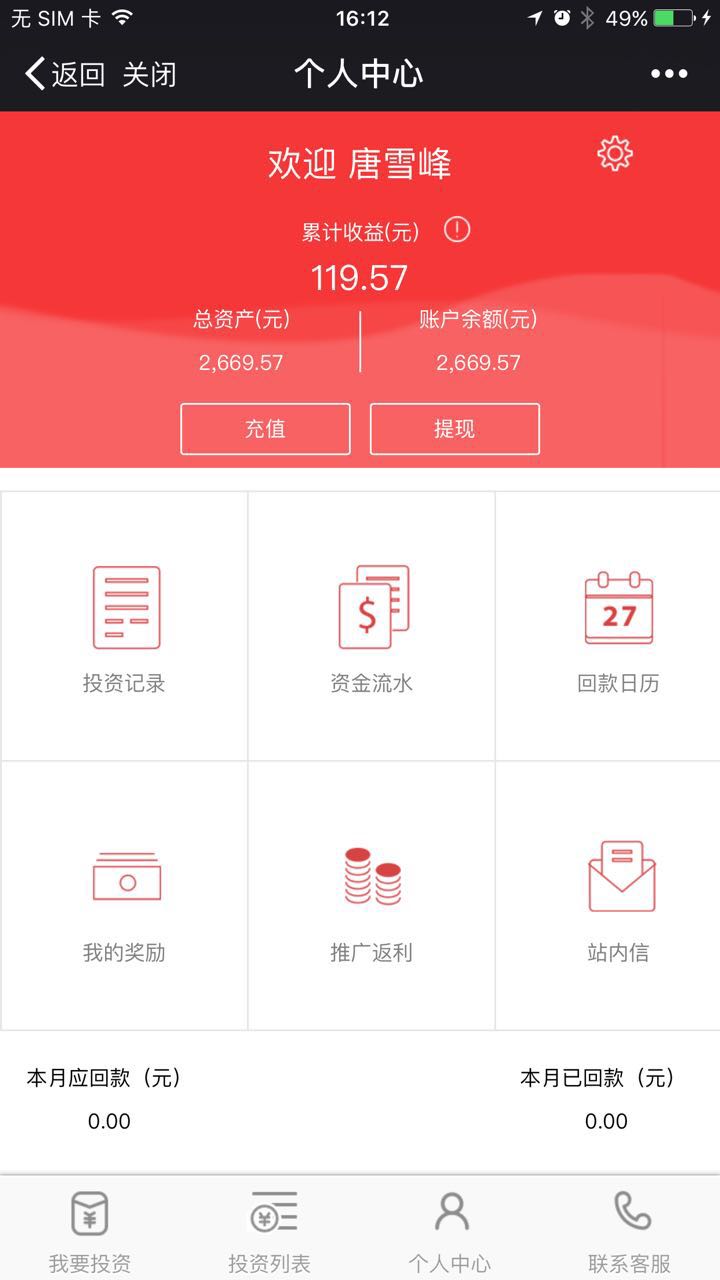 无 SIM 卡 16:12 49%
返回 关闭 个人中心
欢迎 唐雪峰
累计收益(元)
119.57
总资产(元) 账户余额(元)
2,669.57 2,669.57
充值 提现
$ 27
投资记录 资金流水 回款日历
我的奖励 推广返利 站内信
本月应回款（元） 本月已回款（元）
0.00 0.00
¥ ¥
我要投资 投资列表 个人中心 联系客服